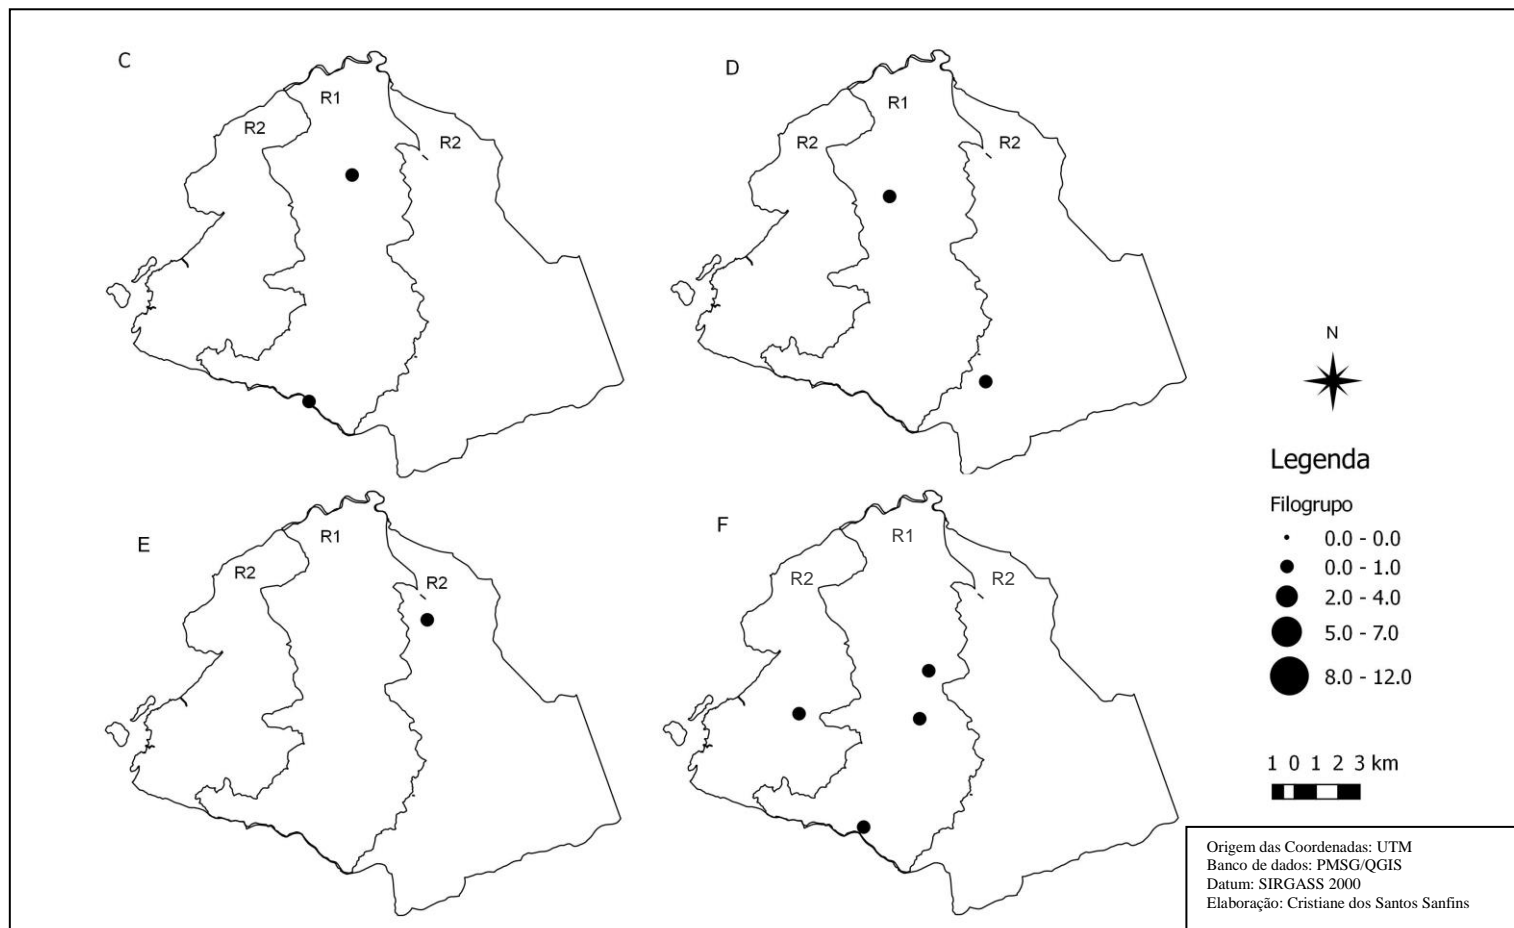 C
R1
R2
R2
D
R1
R2
R2
E
R1
R2
R2
F
R1
R2
R2
N
Legenda
Filogrupo
0.0 - 0.0
0.0 - 1.0
2.0 - 4.0
5.0 - 7.0
8.0 - 12.0
1 0 1 2 3 km
Origem das Coordenadas: UTM
Banco de dados: PMSG/QGIS
Datum: SIRGASS 2000
Elaboração: Cristiane dos Santos Sanfins